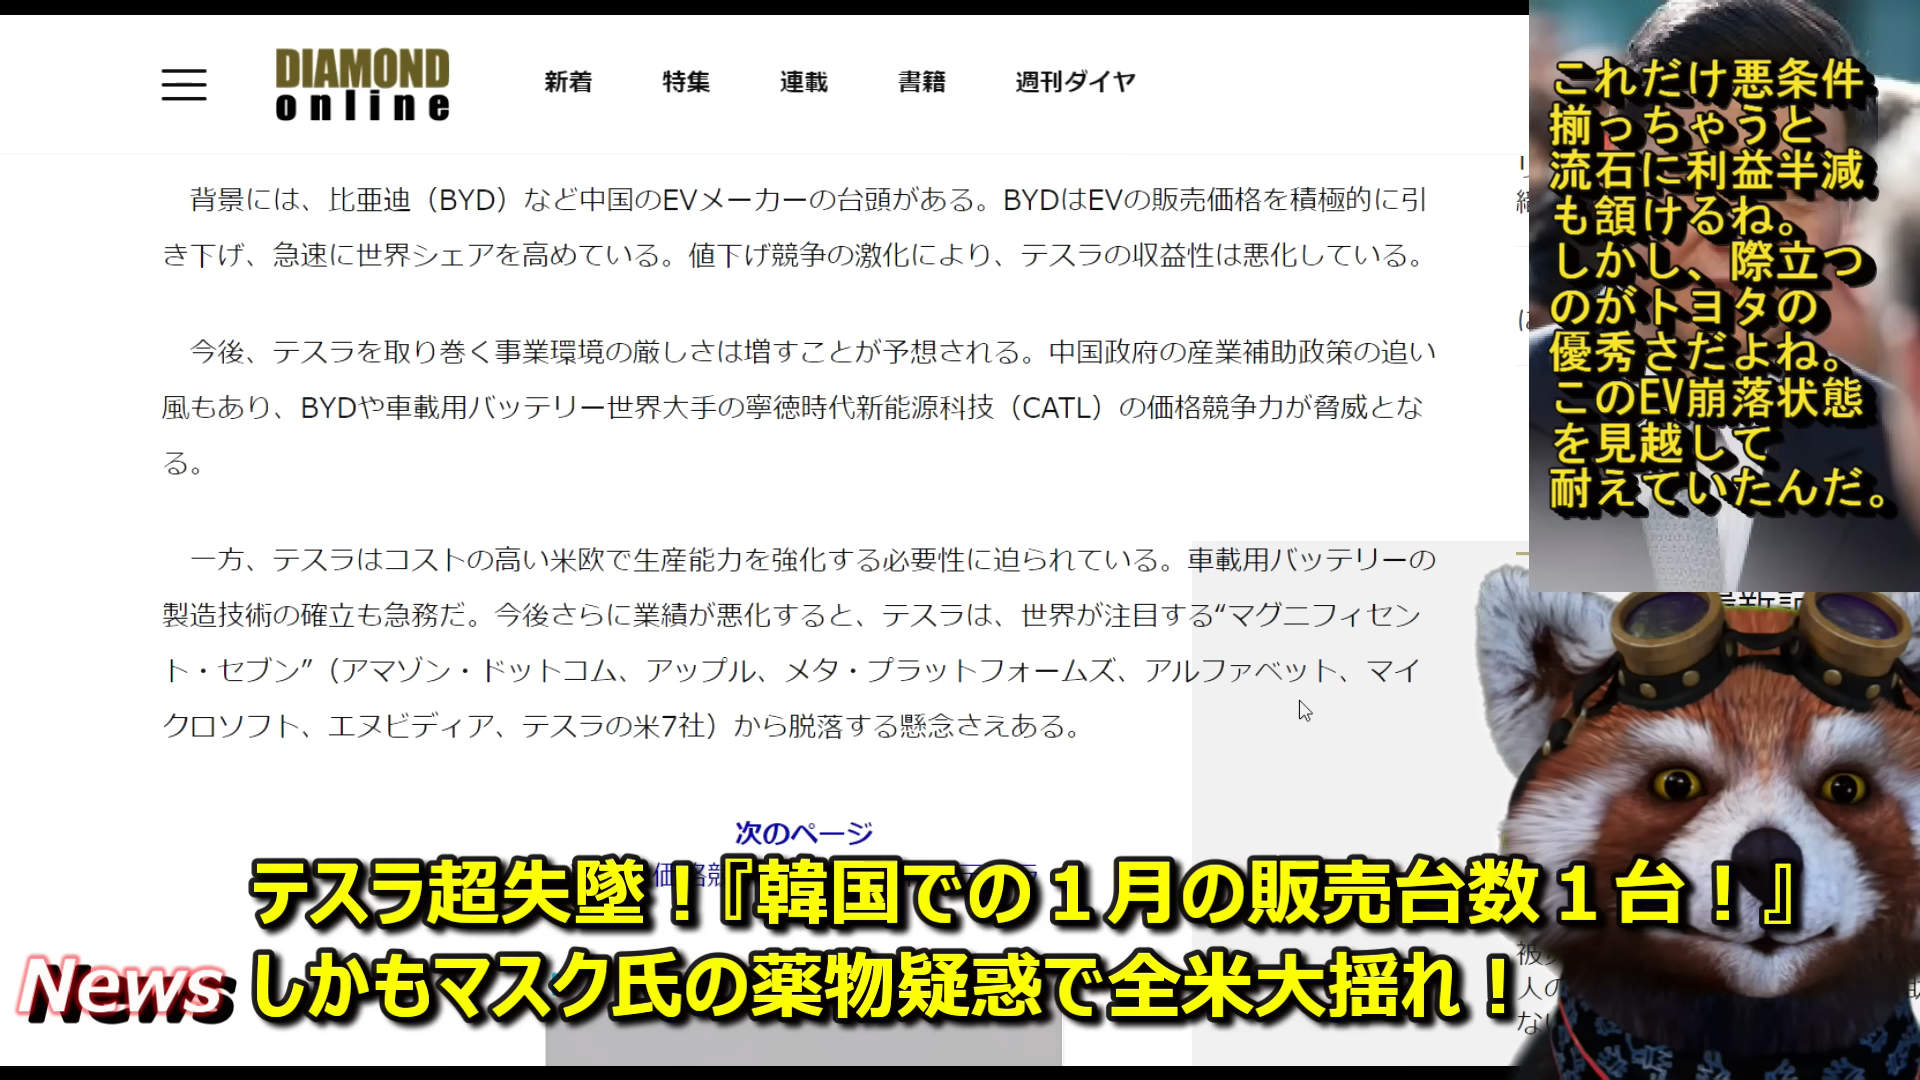 DIAMOND
online
新着 特集 連載 書籍 週刊ダイヤ
背景には、比亜迪（BYD）など中国のEVメーカーの台頭がある。BYDはEVの販売価格を積極的に引
き下げ、急速に世界シェアを高めている。値下げ競争の激化により、テスラの収益性は悪化している。
今後、テスラを取り巻く事業環境の厳しさは増すことが予想される。中国政府の産業補助政策の追い
風もあり、BYDや車載用バッテリー世界大手の寧徳時代新能源科技（CATL）の価格競争力が脅威とな
る。
一方、テスラはコストの高い米欧で生産能力を強化する必要性に迫られている。車載用バッテリーの
製造技術の確立も急務だ。今後さらに業績が悪化すると、テスラは、世界が注目する“マグニフィセン
ト・セブン”（アマゾン・ドットコム、アップル、メタ・プラットフォームズ、アルファベット、マイ
クロソフト、エヌビディア、テスラの米7社）から脱落する懸念さえある。
次のページ
これだけ悪条件
揃っちゃうと
流石に利益半減
も頷けるね。
しかし、際立つ
のがトヨタの
優秀さだよね。
このEV崩落状態
を見越して
耐えていたんだ。
テスラ超失墜！『韓国での１月の販売台数１台！』
News しかもマスク氏の薬物疑惑で全米大揺れ！